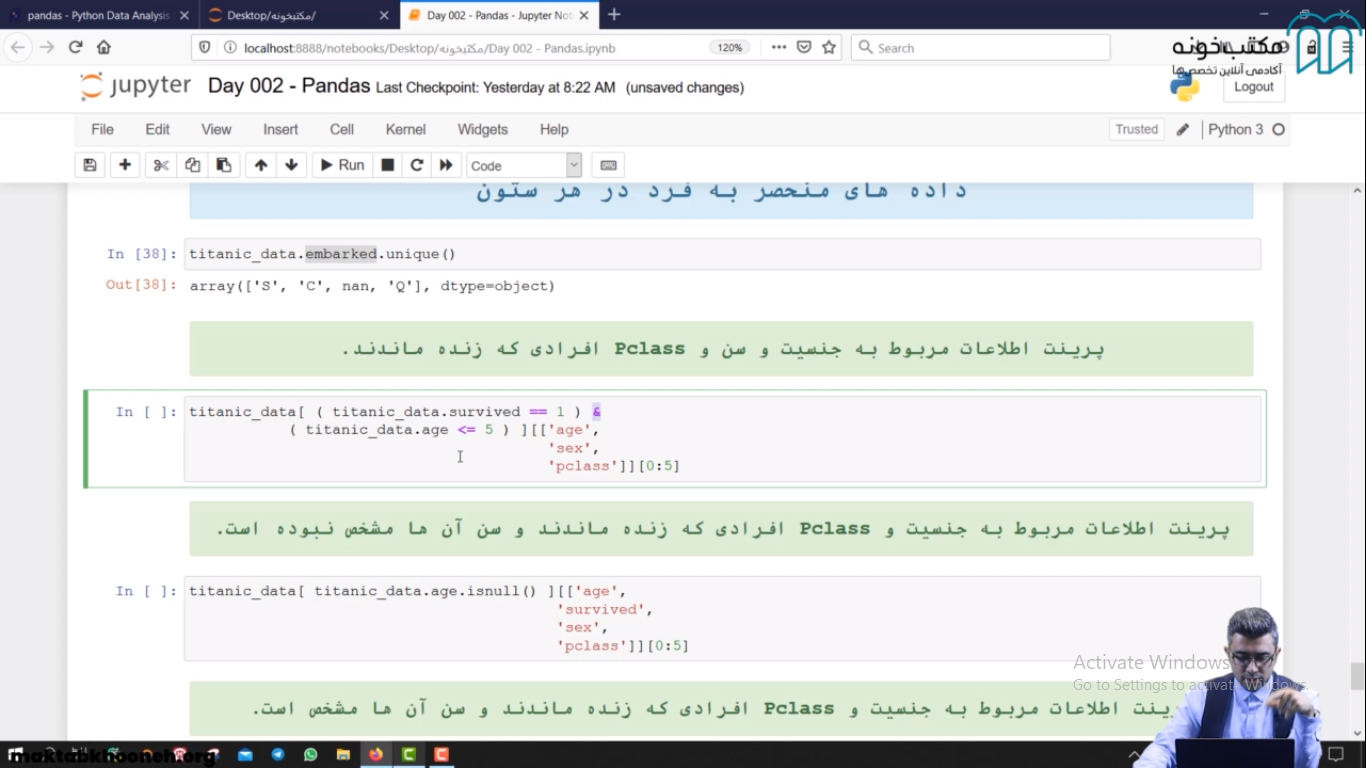 pandas - Python Data Analysis
Desktop/مکتبخونه/
Day 002 - Pandas - Jupyter Not
localhost:8888/notebooks/Desktop/مکتبخونه/Day 002 - Pandas.ipynb
120%
Search
مکتب‌خونه
آکادمی آنلاین تخصص‌ها
jupyter
Day 002 - Pandas Last Checkpoint: Yesterday at 8:22 AM (unsaved changes)
Logout
File Edit View Insert Cell Kernel Widgets Help
Trusted
Python 3
Run
Code
داده های منحصر به فرد در هر ستون
In [38]: titanic_data.embarked.unique()
Out[38]: array(['S', 'C', nan, 'Q'], dtype=object)
پرینت اطلاعات مربوط به جنسیت و سن و Pclass افرادی که زنده ماندند.
In [ ]: titanic_data[ ( titanic_data.survived == 1 ) &
( titanic_data.age <= 5 ) ][['age',
'sex',
'pclass']][0:5]
پرینت اطلاعات مربوط به جنسیت و Pclass افرادی که زنده ماندند و سن آن ها مشخص نبوده است.
In [ ]: titanic_data[ titanic_data.age.isnull() ][['age',
'survived',
'sex',
'pclass']][0:5]
Activate Windows
Go to Settings to activate Windows.
اطلاعات مربوط به جنسیت و Pclass افرادی که زنده ماندند و سن آن ها مشخص است.
maktabkhooneh.org